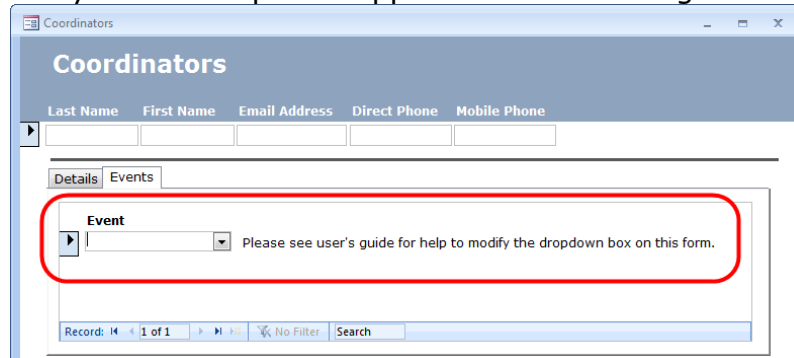 Coordinators
Coordinators
Last Name First Name Email Address Direct Phone Mobile Phone
Details Events
Event
Please see user's guide for help to modify the dropdown box on this form.
Record: 1 of 1 No Filter Search